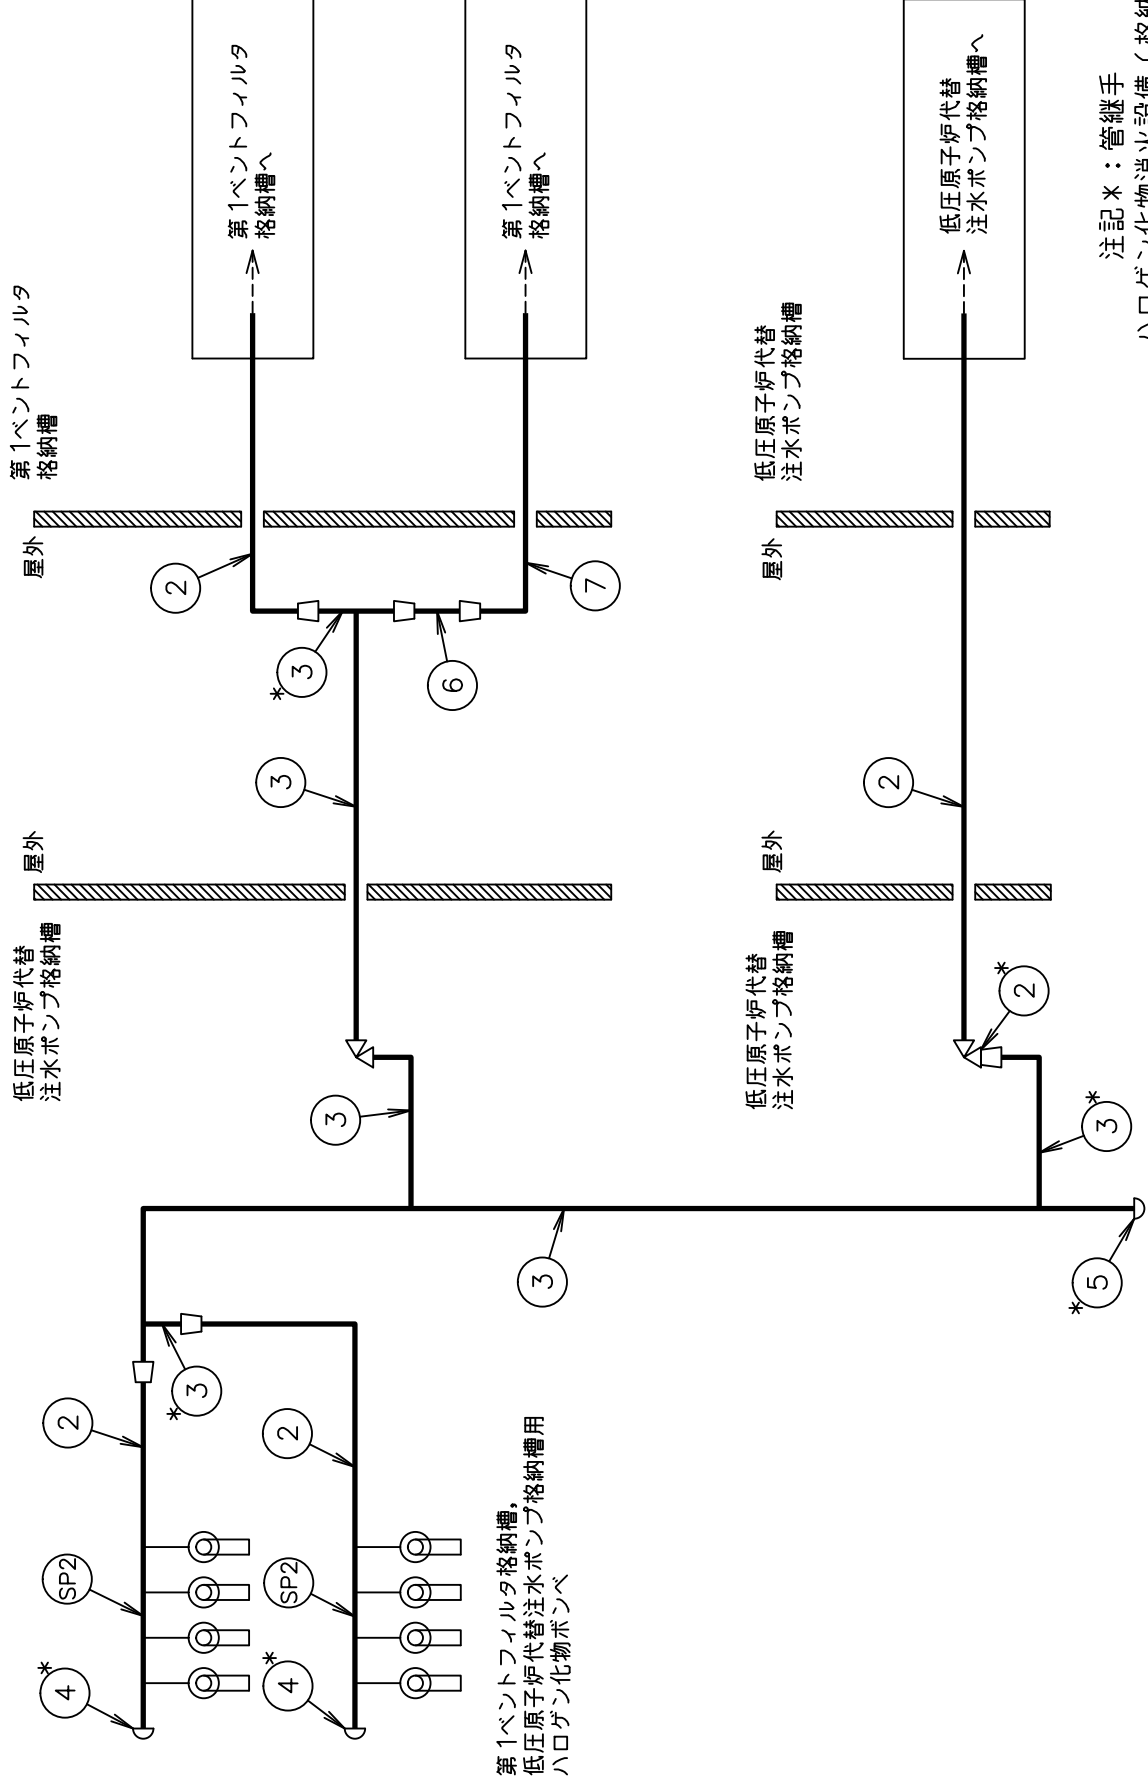 第1ベントフィルタ格納槽,
低圧原子炉代替注水ポンプ格納槽用
ハロゲン化物ボンベ
4
*
SP2
2
4
*
SP2
2
3
*
3
5
*
低圧原子炉代替
注水ポンプ格納槽
3
屋外
3
屋外
第1ベントフィルタ
格納槽
3
*
2
6
7
第1ベントフィルタ
格納槽へ
第1ベントフィルタ
格納槽へ
低圧原子炉代替
注水ポンプ格納槽
3
*
2
*
屋外
2
屋外
低圧原子炉代替
注水ポンプ格納槽
低圧原子炉代替
注水ポンプ格納槽へ
注記*:管継手